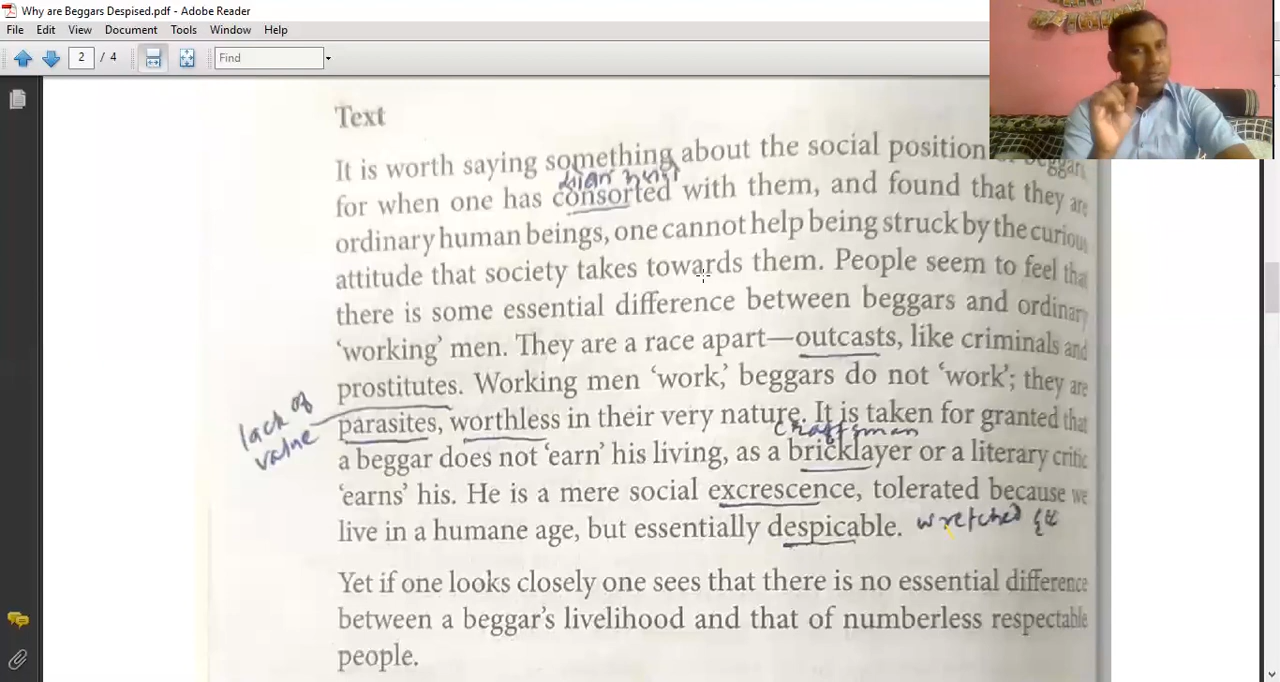 Why are Beggars Despised.pdf - Adobe Reader
File Edit View Document Tools Window Help
2 / 4 Find
Text
It is worth saying something about the social position
for when one has consorted with them, and found that they are
ordinary human beings, one cannot help being struck by the curious
attitude that society takes towards them. People seem to feel that
there is some essential difference between beggars and ordinary
‘working’ men. They are a race apart—outcasts, like criminals and
prostitutes. Working men ‘work,’ beggars do not ‘work’; they are
lack of
value
parasites, worthless in their very nature. It is taken for granted that
craftsman
a beggar does not ‘earn’ his living, as a bricklayer or a literary critic
‘earns’ his. He is a mere social excrescence, tolerated because we
live in a humane age, but essentially despicable. wretched
Yet if one looks closely one sees that there is no essential difference
between a beggar’s livelihood and that of numberless respectable
people.